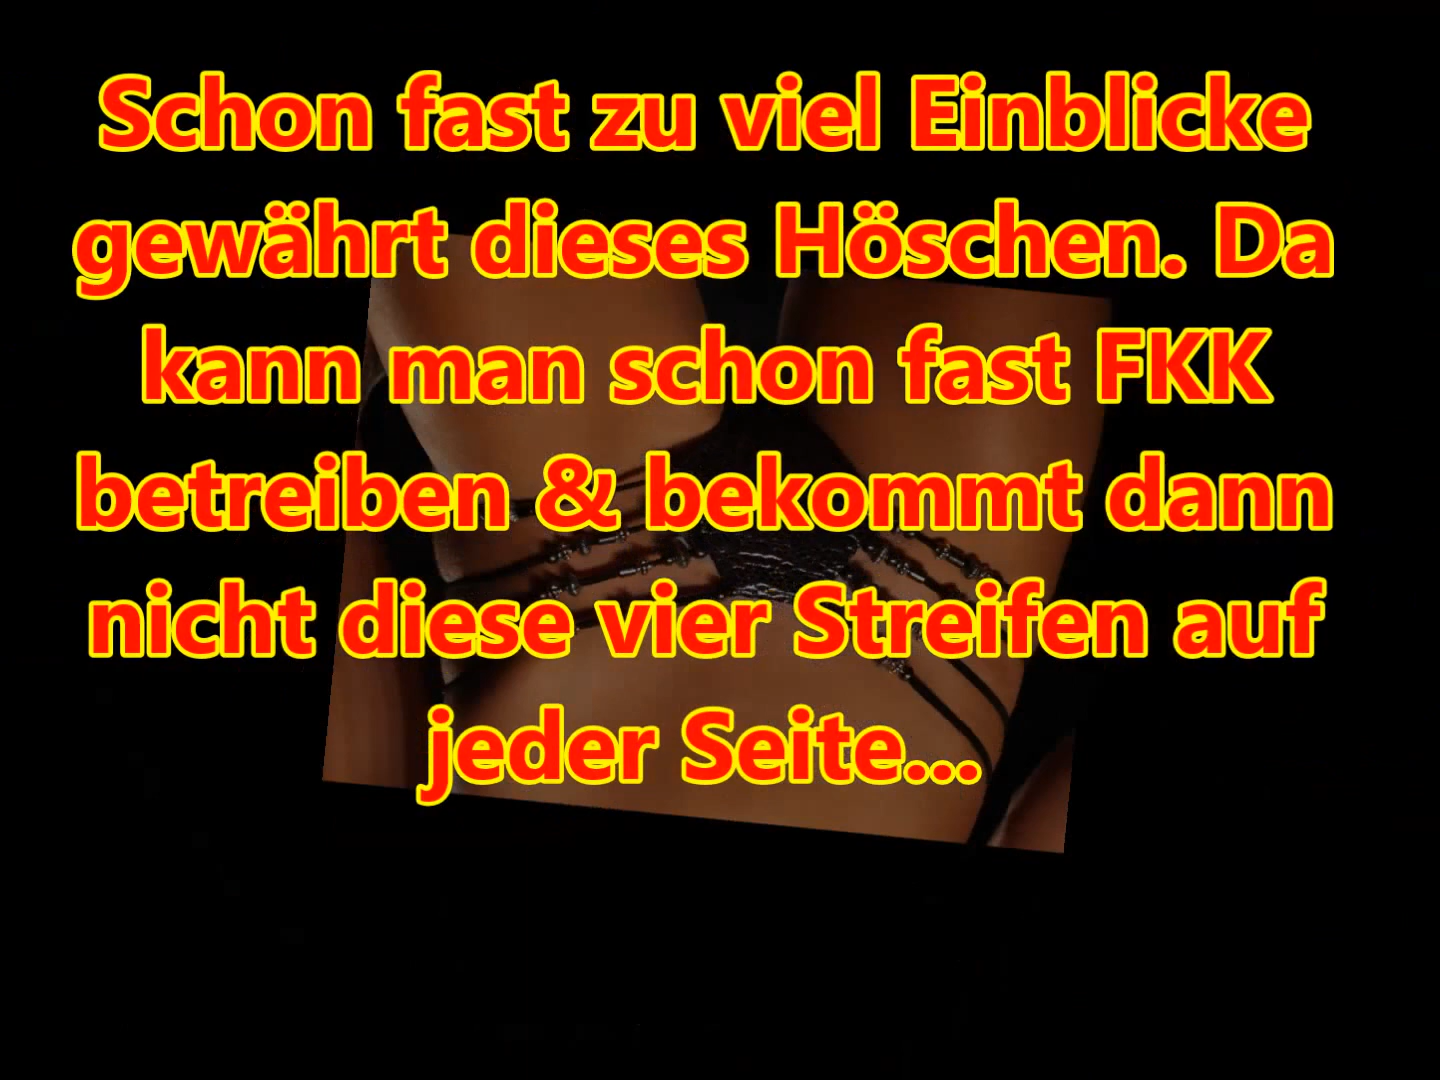 Schon fast zu viel Einblicke
gewährt dieses Höschen. Da
kann man schon fast FKK
betreiben & bekommt dann
nicht diese vier Streifen auf
jeder Seite...